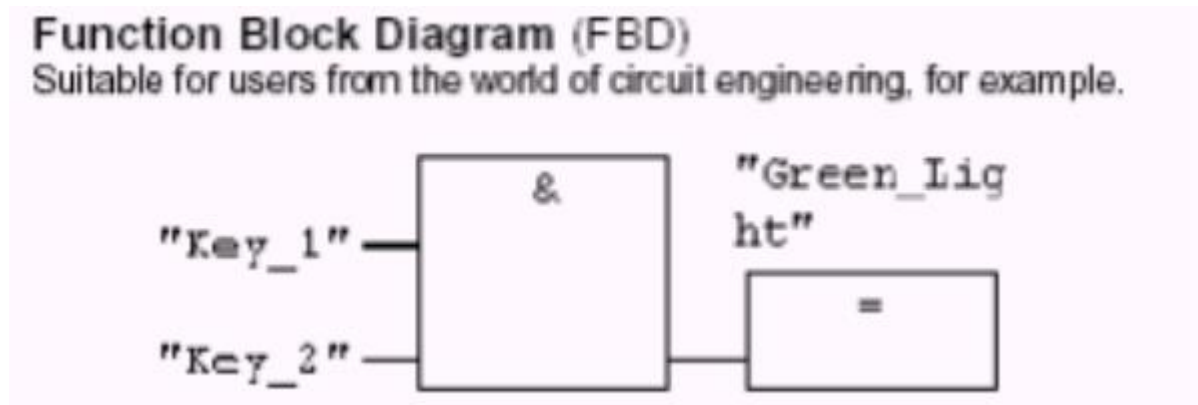 Function Block Diagram (FBD)
Suitable for users from the world of circuit engineering, for example.
&
"Green_Lig
ht"
"Key_1"
=
"Key_2"